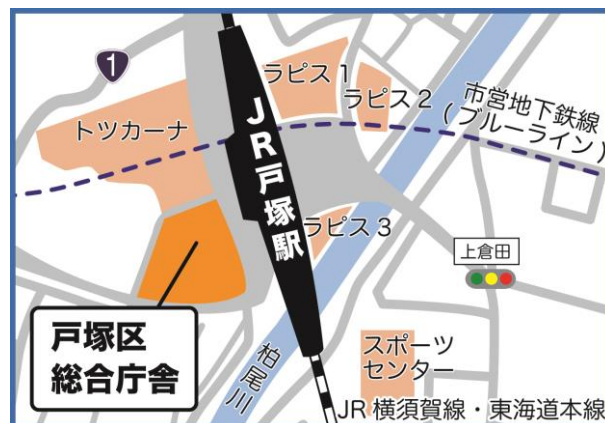 1
ラピス1
ラピス2
市営地下鉄線
(ブルーライン)
トツカーナ
JR戸塚駅
ラピス3
上倉田
戸塚区
総合庁舎
柏尾川
スポーツ
センター
JR横須賀線・東海道本線